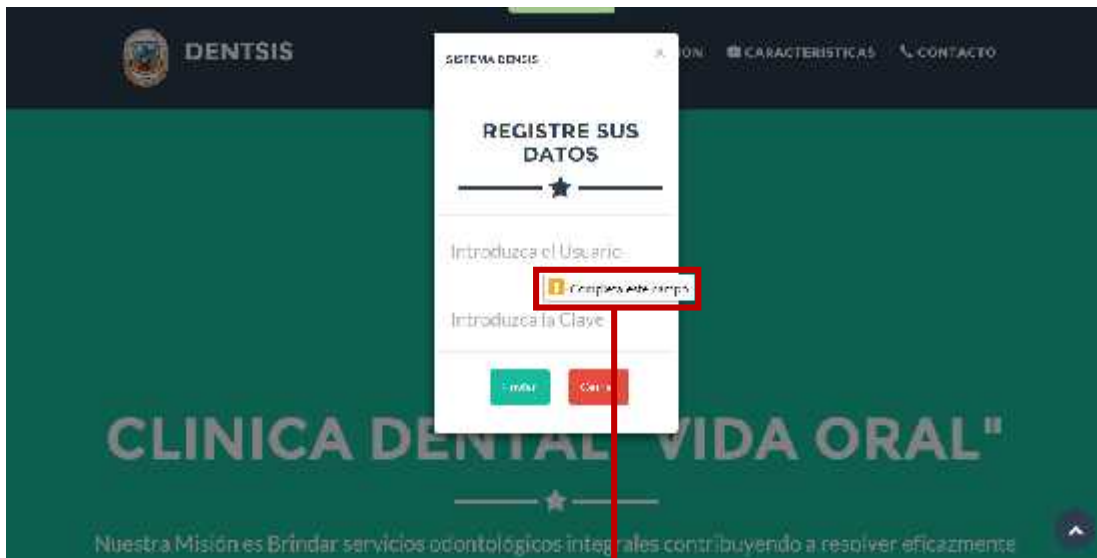 DENTSIS
SISTEMA DENSIS
CARACTERISTICAS
CONTACTO
REGISTRE SUS
DATOS
Introduzca el Usuario
Completa este campo
Introduzca la Clave
Enviar
CLINICA DENTAL "VIDA ORAL"
Nuestra Misión es Brindar servicios odontológicos integrales contribuyendo a resolver eficazmente